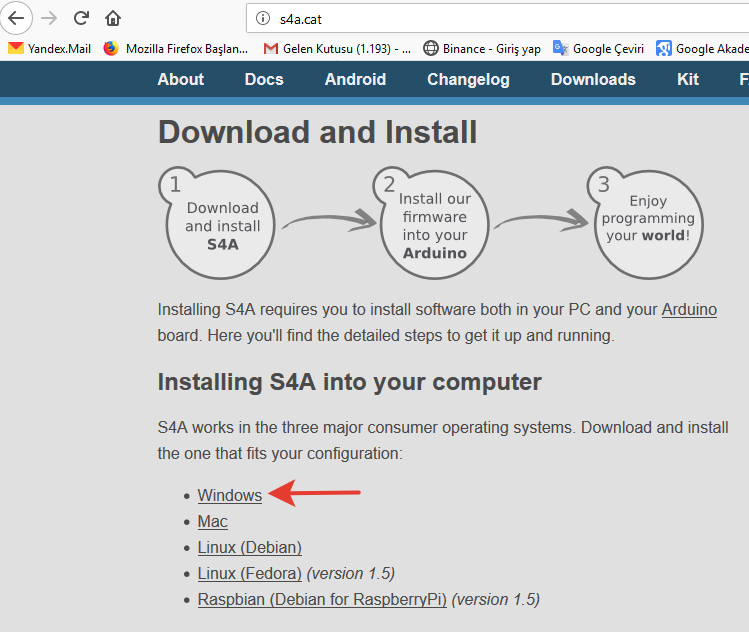 s4a.cat
Yandex.Mail Mozilla Firefox Başlan... Gelen Kutusu (1.193) - ... Binance - Giriş yap Google Çeviri Google Akade
About Docs Android Changelog Downloads Kit F
Download and Install
1
Download
and install
S4A
2
Install our
firmware
into your
Arduino
3
Enjoy
programming
your world!
Installing S4A requires you to install software both in your PC and your Arduino
board. Here you'll find the detailed steps to get it up and running.
Installing S4A into your computer
S4A works in the three major consumer operating systems. Download and install
the one that fits your configuration:
• Windows
• Mac
• Linux (Debian)
• Linux (Fedora) (version 1.5)
• Raspbian (Debian for RaspberryPi) (version 1.5)